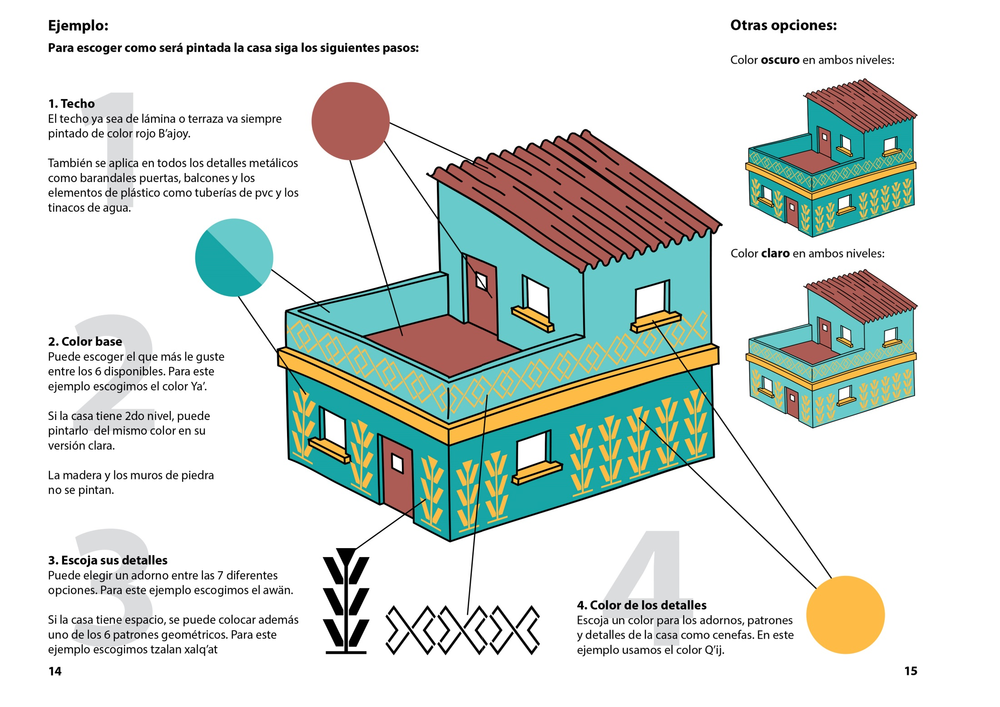 Ejemplo:
Para escoger como será pintada la casa siga los siguientes pasos:
1
1. Techo
El techo ya sea de lámina o terraza va siempre
pintado de color rojo B’ajoy.
También se aplica en todos los detalles metálicos
como barandales puertas, balcones y los
elementos de plástico como tuberías de pvc y los
tinacos de agua.
2
2. Color base
Puede escoger el que más le guste
entre los 6 disponibles. Para este
ejemplo escogimos el color Ya’.
Si la casa tiene 2do nivel, puede
pintarlo  del mismo color en su
versión clara.
La madera y los muros de piedra
no se pintan.
3
3. Escoja sus detalles
Puede elegir un adorno entre las 7 diferentes
opciones. Para este ejemplo escogimos el awän.
Si la casa tiene espacio, se puede colocar además
uno de los 6 patrones geométricos. Para este
ejemplo escogimos tzalan xalq’at
14
4
4. Color de los detalles
Escoja un color para los adornos, patrones
y detalles de la casa como cenefas. En este
ejemplo usamos el color Q’ij.
Otras opciones:
Color oscuro en ambos niveles:
Color claro en ambos niveles:
15